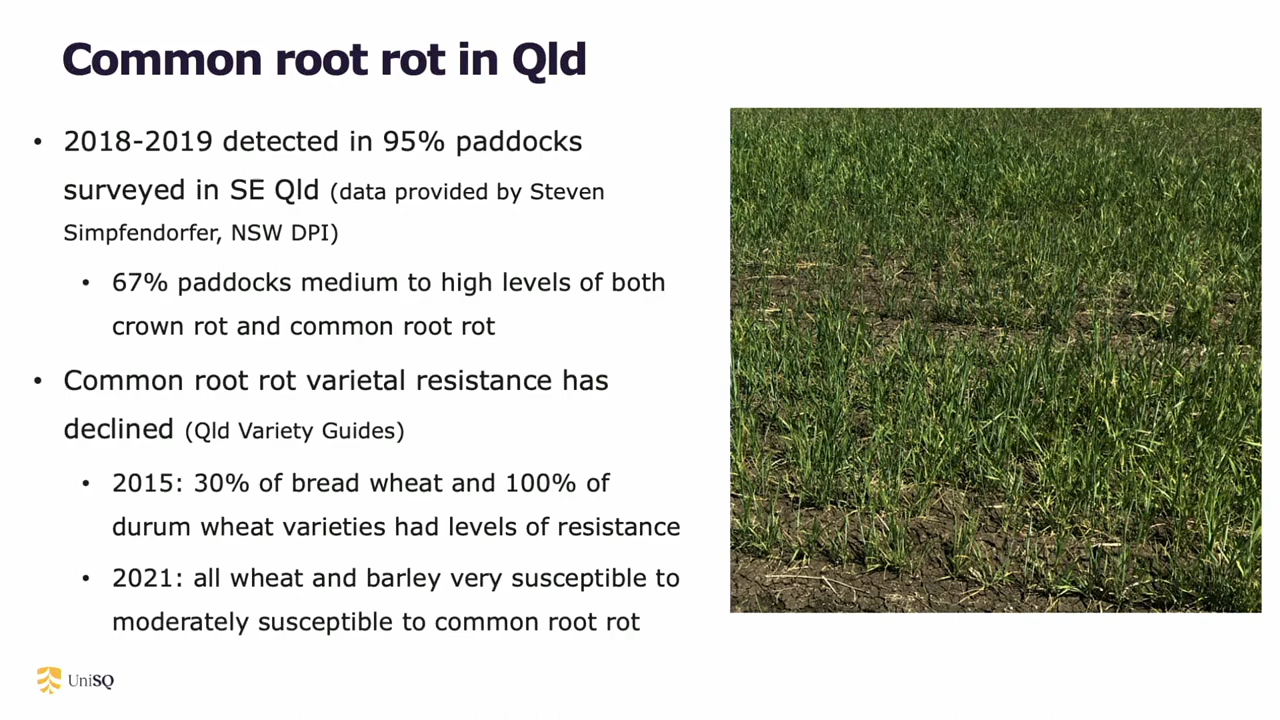 Common root rot in Qld
• 2018-2019 detected in 95% paddocks
surveyed in SE Qld (data provided by Steven
Simpfendorfer, NSW DPI)
• 67% paddocks medium to high levels of both
crown rot and common root rot
• Common root rot varietal resistance has
declined (Qld Variety Guides)
• 2015: 30% of bread wheat and 100% of
durum wheat varieties had levels of resistance
• 2021: all wheat and barley very susceptible to
moderately susceptible to common root rot
UniSQ